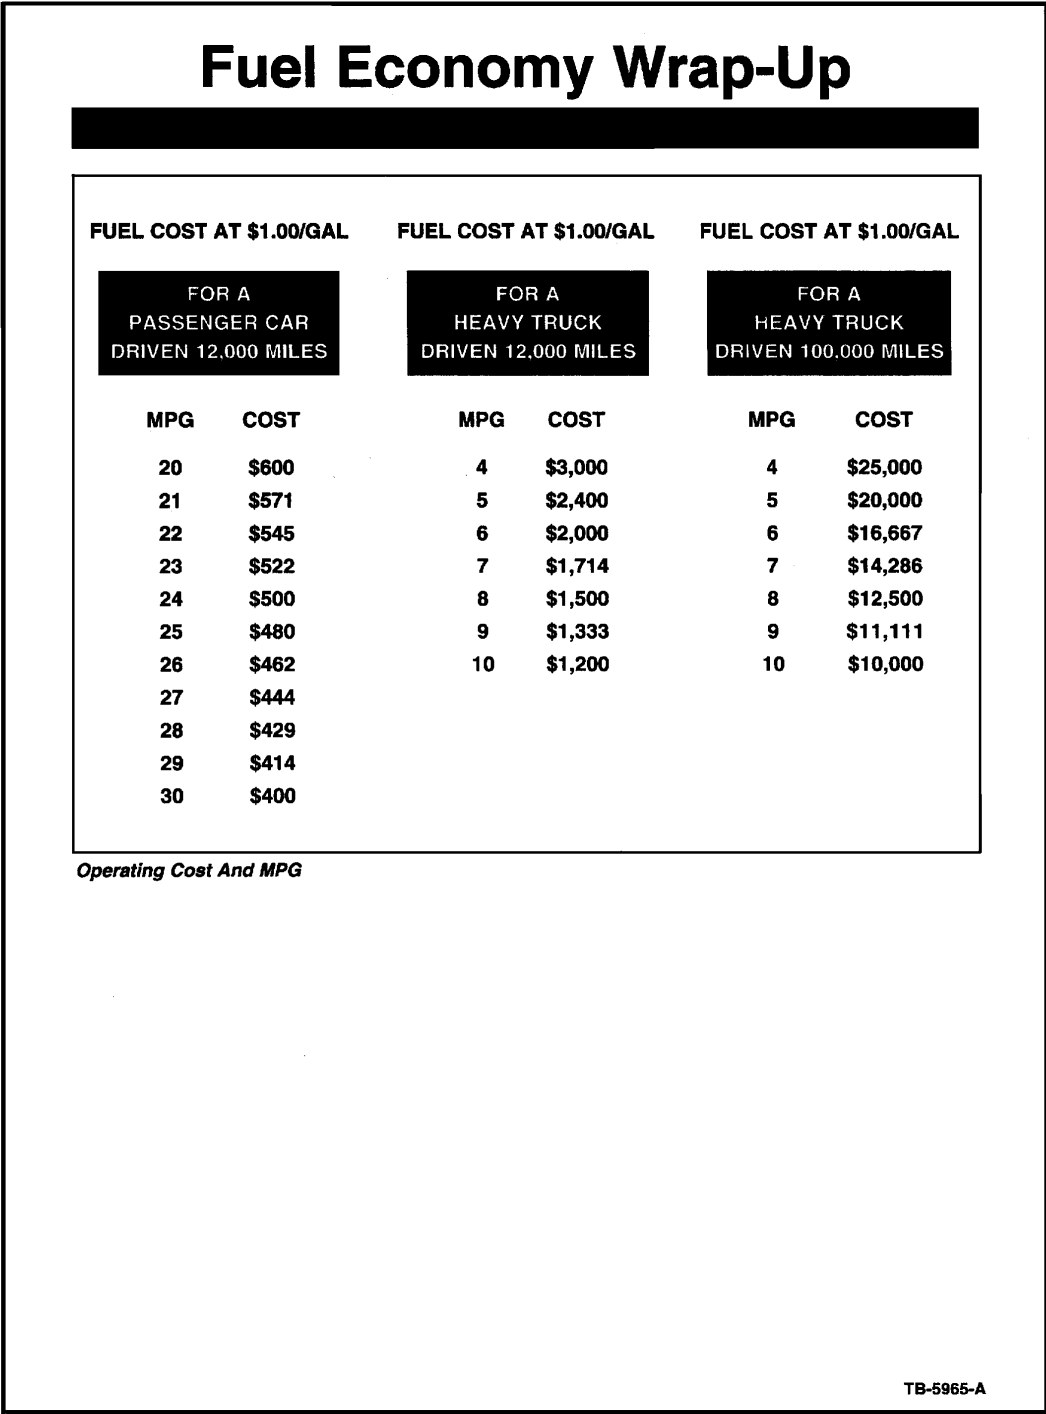 Fuel Economy Wrap-Up
FUEL COST AT $1.00/GAL FUEL COST AT $1.00/GAL FUEL COST AT $1.00/GAL
FOR A FOR A FOR A
PASSENGER CAR HEAVY TRUCK HEAVY TRUCK
DRIVEN 12,000 MILES DRIVEN 12,000 MILES DRIVEN 100,000 MILES
MPG COST MPG COST MPG COST
20 $600 4 $3,000 4 $25,000
21 $571 5 $2,400 5 $20,000
22 $545 6 $2,000 6 $16,667
23 $522 7 $1,714 7 $14,286
24 $500 8 $1,500 8 $12,500
25 $480 9 $1,333 9 $11,111
26 $462 10 $1,200 10 $10,000
27 $444
28 $429
29 $414
30 $400
Operating Cost And MPG
TB-5965-A